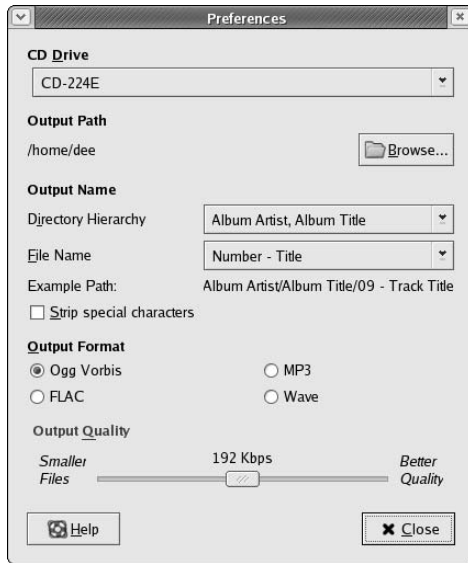 Preferences
CD Drive
CD-224E
Output Path
/home/dee
Browse...
Output Name
Directory Hierarchy
Album Artist, Album Title
File Name
Number - Title
Example Path:
Album Artist/Album Title/09 - Track Title
Strip special characters
Output Format
Ogg Vorbis
MP3
FLAC
Wave
Output Quality
Smaller Files
192 Kbps
Better Quality
Help
Close